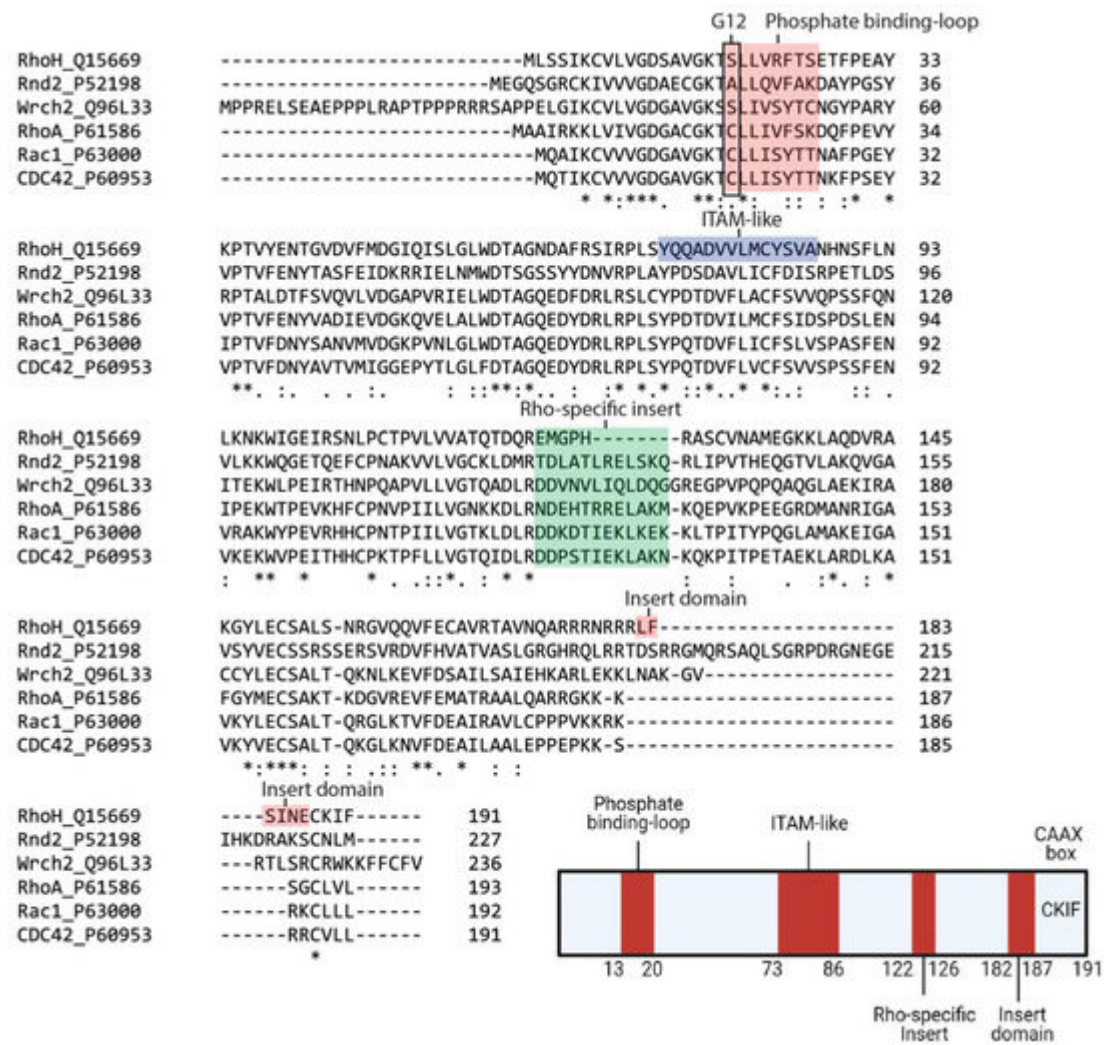 G12 Phosphate binding-loop
RhoH_Q15669 ---------------------------MLSSIKCVLVGDSAVGKTSLLVRFTSETFPEAY 33
Rnd2_P52198 ------------------------MEGQSGRCKIVVVGDAECGKTALLQVFAKDAYPGSY 36
Wrch2_Q96L33 MPPRELSEAEPPPLRAPTPPPRRRSAPPELGIKCVLVGDGAVGKSSLIVSYTCNGYPARY 60
RhoA_P61586 --------------------------MAAIRKKLVIVGDGACGKTCLLIVFSKDQFPEVY 34
Rac1_P63000 ----------------------------MQAIKCVVVGDGAVGKTCLLISYTTNAFPGEY 32
CDC42_P60953 ----------------------------MQTIKCVVVGDGAVGKTCLLISYTTNKFPSEY 32
* *:***. **:.:*: :: : :* *
ITAM-like
RhoH_Q15669 KPTVYENTGVDVFMDGIQISLGLWDTAGNDAFRSIRPLSYQQADVVLMCYSVANHNSFLN 93
Rnd2_P52198 VPTVFENYTASFEIDKRRIELNMWDTSGSSYYDNVRPLAYPDSDAVLICFDISRPETLDS 96
Wrch2_Q96L33 RPTALDTFSVQVLVDGAPVRIELWDTAGQEDFDRLRSLCYPDTDVFLACFSVVQPSSFQN 120
RhoA_P61586 VPTVFENYVADIEVDGKQVELALWDTAGQEDYDRLRPLSYPDTDVILMCFSIDSPDSLEN 94
Rac1_P63000 IPTVFDNYSANVMVDGKPVNLGLWDTAGQEDYDRLRPLSYPQTDVFLICFSLVSPASFEN 92
CDC42_P60953 VPTVFDNYAVTVMIGGEPYTLGLFDTAGQEDYDRLRPLSYPQTDVFLVCFSVVSPSSFEN 92
**. :. . . :. : ::**:*.. : :*.*.* ::*..* *:.: :: .
Rho-specific insert
RhoH_Q15669 LKNKWIGEIRSNLPCTPVLVVATQTDQREMGPH--------RASCVNAMEGKKLAQDVRA 145
Rnd2_P52198 VLKKWQGETQEFCPNAKVVLVGCKLDMRTDLATLRELSKQ-RLIPVTHEQGTVLAKQVGA 155
Wrch2_Q96L33 ITEKWLPEIRTHNPQAPVLLVGTQADLRDDVNVLIQLDQGGREGPVPQPQAQGLAEKIRA 180
RhoA_P61586 IPEKWTPEVKHFCPNVPIILVGNKKDLRNDEHTRRELAKM-KQEPVKPEEGRDMANRIGA 153
Rac1_P63000 VRAKWYPEVRHHCPNTPIILVGTKLDLRDDKDTIEKLKEK-KLTPITYPQGLAMAKEIGA 151
CDC42_P60953 VKEKWVPEITHHCPKTPFLLVGTQIDLRDDPSTIEKLAKN-KQKPITPETAEKLARDLKA 151
: ** * * . .::*. : * * : : . :*. : *
Insert domain
RhoH_Q15669 KGYLECSALS-NRGVQQVFECAVRTAVNQARRRNRRRLF--------------------- 183
Rnd2_P52198 VSYVECSSRSSERSVRDVFHVATVASLGRGHRQLRRTDSRRGMQRSAQLSGRPDRGNEGE 215
Wrch2_Q96L33 CCYLECSALT-QKNLKEVFDSAILSAIEHKARLEKKLNAK-GV----------------- 221
RhoA_P61586 FGYMECSAKT-KDGVREVFEMATRAALQARRGKK-K------------------------ 187
Rac1_P63000 VKYLECSALT-QRGLKTVFDEAIRAVLCPPPVKKRK------------------------ 186
CDC42_P60953 VKYVECSALT-QKGLKNVFDEAILAALEPPEPKK-S------------------------ 185
*:***: : : .:: **. * : :
Insert domain
RhoH_Q15669 ----SINECKIF------ 191
Rnd2_P52198 IHKDRAKSCNLM------ 227
Wrch2_Q96L33 ---RTLSRCRWKKFFCFV 236
RhoA_P61586 ------SGCLVL------ 193
Rac1_P63000 ------RKCLLL------ 192
CDC42_P60953 ------RRCVLL------ 191
*
Phosphate
binding-loop
ITAM-like
CAAX
box
CKIF
13 20 73 86 122 126 182 187 191
Rho-specific
Insert
Insert
domain